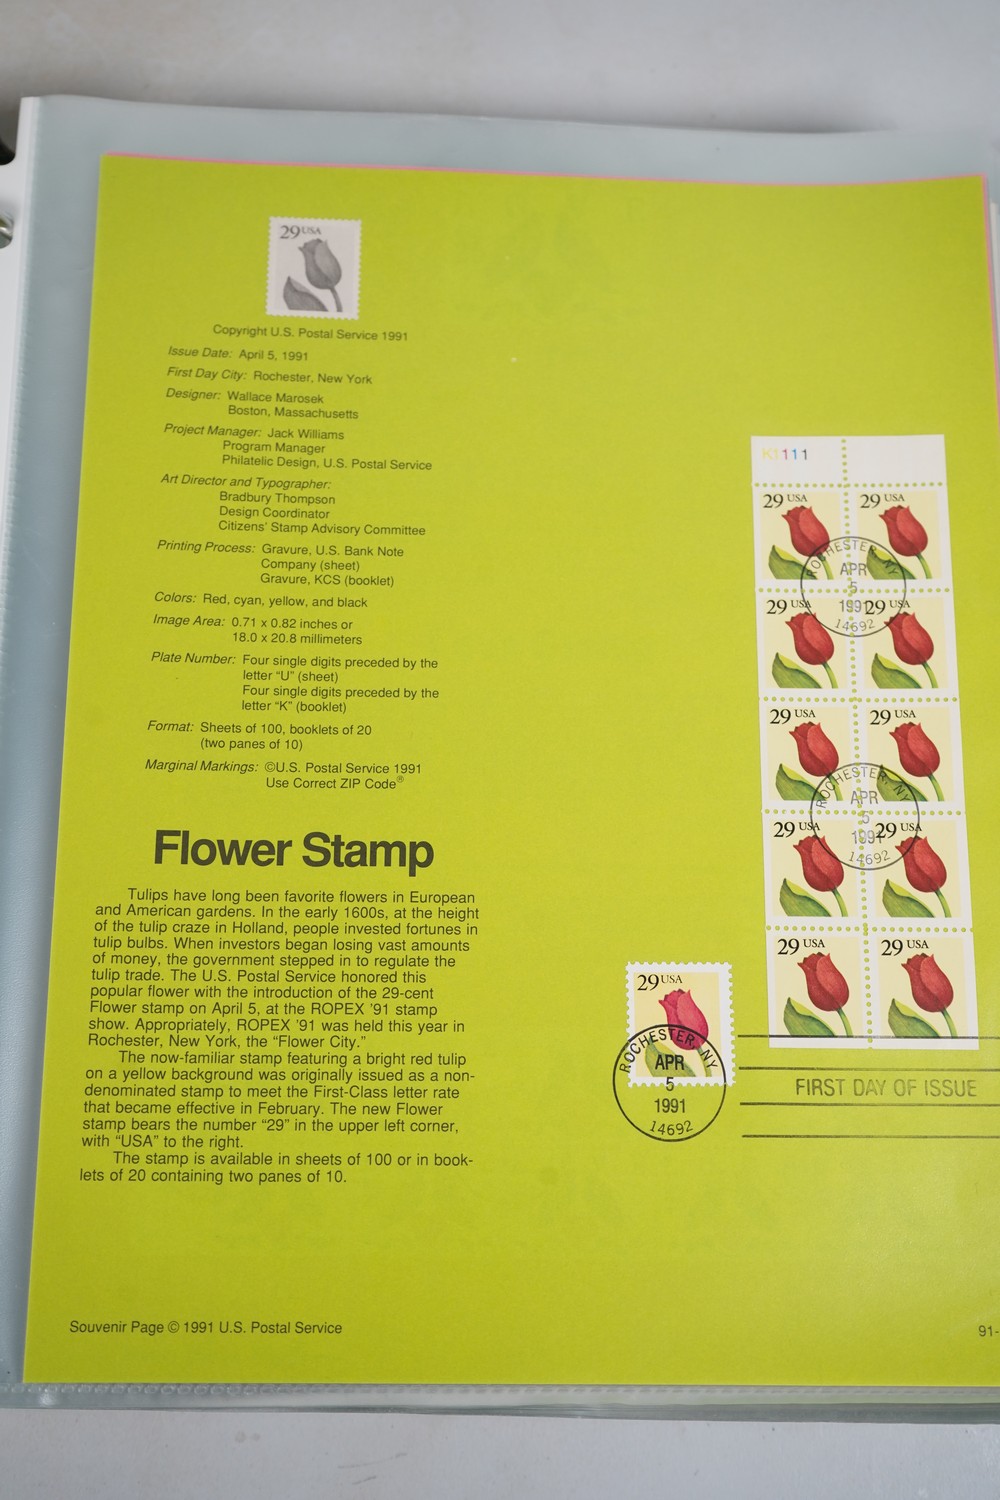 29 USA
Copyright U.S. Postal Service 1991
Issue Date: April 5, 1991
First Day City: Rochester, New York
Designer: Wallace Marosek
Boston, Massachusetts
Project Manager: Jack Williams
Program Manager
Philatelic Design, U.S. Postal Service
Art Director and Typographer:
Bradbury Thompson
Design Coordinator
Citizens' Stamp Advisory Committee
Printing Process: Gravure, U.S. Bank Note
Company (sheet)
Gravure, KCS (booklet)
Colors: Red, cyan, yellow, and black
Image Area: 0.71 x 0.82 inches or
18.0 x 20.8 millimeters
Plate Number: Four single digits preceded by the
letter "U" (sheet)
Four single digits preceded by the
letter "K" (booklet)
Format: Sheets of 100, booklets of 20
(two panes of 10)
Marginal Markings: ©U.S. Postal Service 1991
Use Correct ZIP Code®
Flower Stamp
Tulips have long been favorite flowers in European
and American gardens. In the early 1600s, at the height
of the tulip craze in Holland, people invested fortunes in
tulip bulbs. When investors began losing vast amounts
of money, the government stepped in to regulate the
tulip trade. The U.S. Postal Service honored this
popular flower with the introduction of the 29-cent
Flower stamp on April 5, at the ROPEX '91 stamp
show. Appropriately, ROPEX '91 was held this year in
Rochester, New York, the "Flower City."
The now-familiar stamp featuring a bright red tulip
on a yellow background was originally issued as a non-
denominated stamp to meet the First-Class letter rate
that became effective in February. The new Flower
stamp bears the number "29" in the upper left corner,
with "USA" to the right.
The stamp is available in sheets of 100 or in book-
lets of 20 containing two panes of 10.
Souvenir Page © 1991 U.S. Postal Service
K1111
29 USA 29 USA
ROCHESTER, NY
APR
5
1991
14692
29 USA 29 USA
29 USA 29 USA
ROCHESTER, NY
APR
5
1991
14692
29 USA 29 USA
29 USA 29 USA
29 USA
ROCHESTER, NY
APR
5
1991
14692
FIRST DAY OF ISSUE
91-